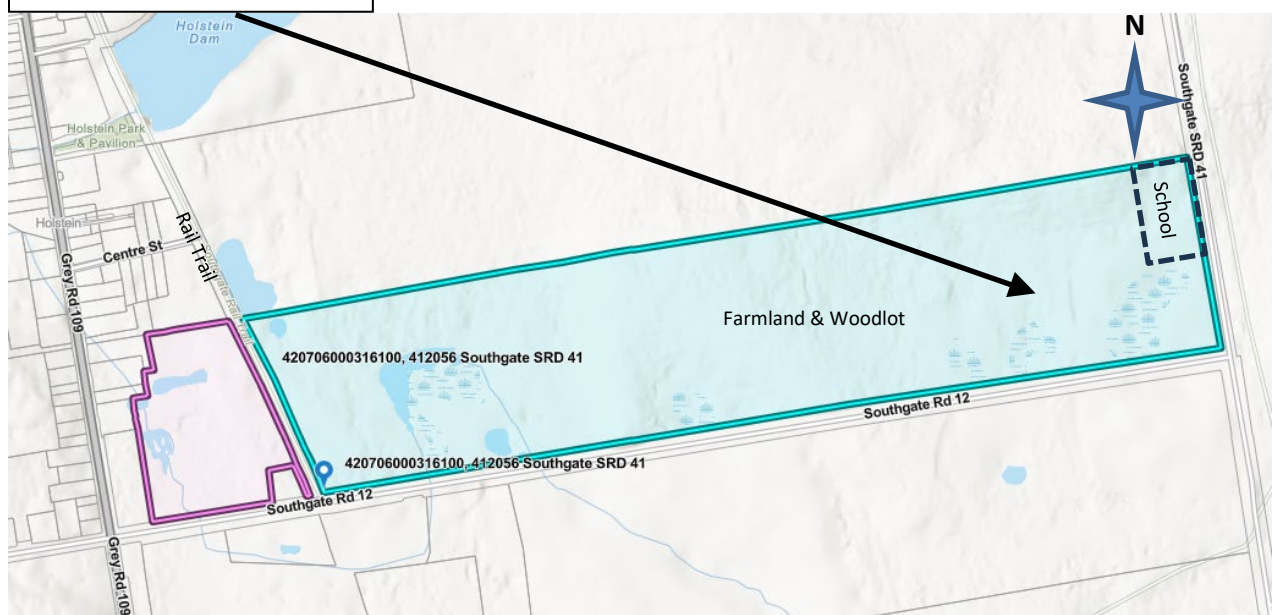 Holstein
Dam
N
Southgate SRD 41
Holstein Park
& Pavilion
School
Holstein
Centre St
Rail Trail
Southgate Rail Trail
Grey Rd 109
Farmland & Woodlot
420706000316100, 412056 Southgate SRD 41
Southgate Rd 12
420706000316100, 412056 Southgate SRD 41
Southgate Rd 12
Grey Rd 109